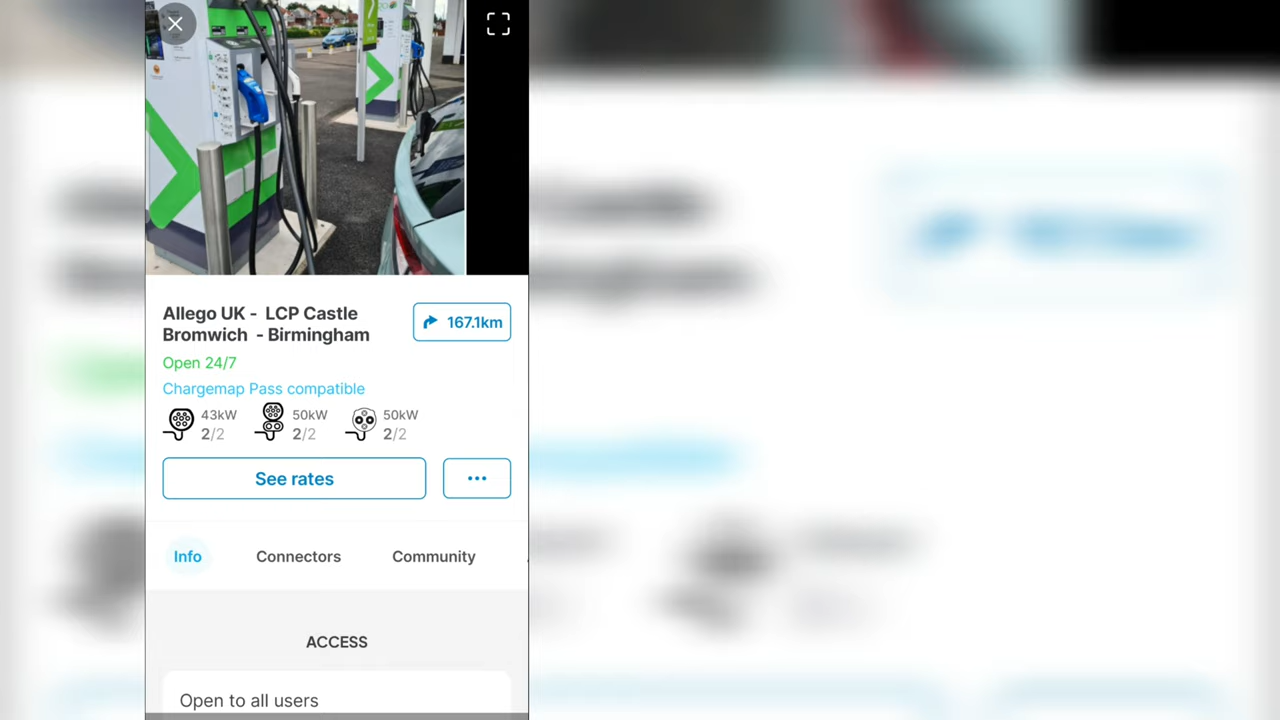 Allego UK - LCP Castle
Bromwich - Birmingham
167.1km
Open 24/7
Chargemap Pass compatible
43kW
2/2
50kW
2/2
50kW
2/2
See rates
Info
Connectors
Community
ACCESS
Open to all users